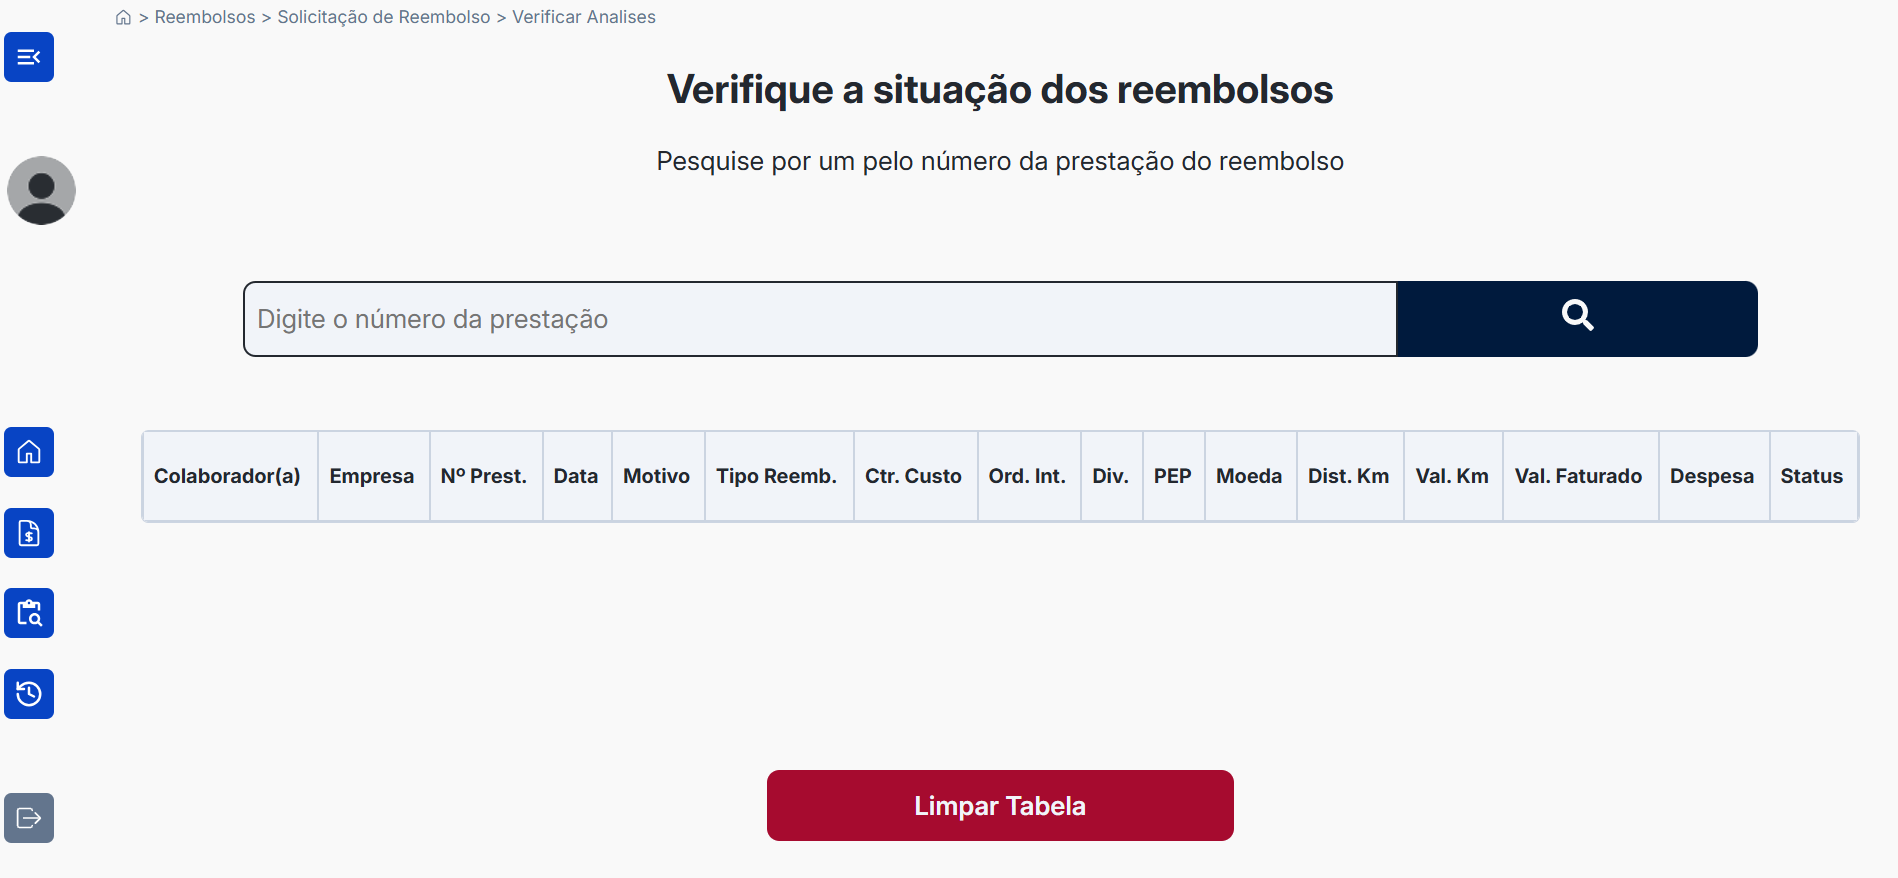 > Reembolsos > Solicitação de Reembolso > Verificar Analises
Verifique a situação dos reembolsos
Pesquise por um pelo número da prestação do reembolso
Digite o número da prestação
Colaborador(a) Empresa Nº Prest. Data Motivo Tipo Reemb. Ctr. Custo Ord. Int. Div. PEP Moeda Dist. Km Val. Km Val. Faturado Despesa Status
Limpar Tabela